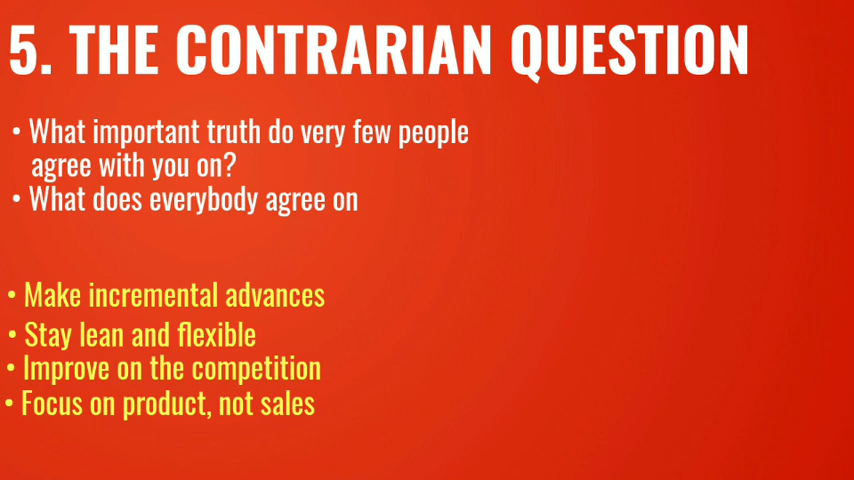 5. THE CONTRARIAN QUESTION
• What important truth do very few people
agree with you on?
• What does everybody agree on
• Make incremental advances
• Stay lean and flexible
• Improve on the competition
• Focus on product, not sales